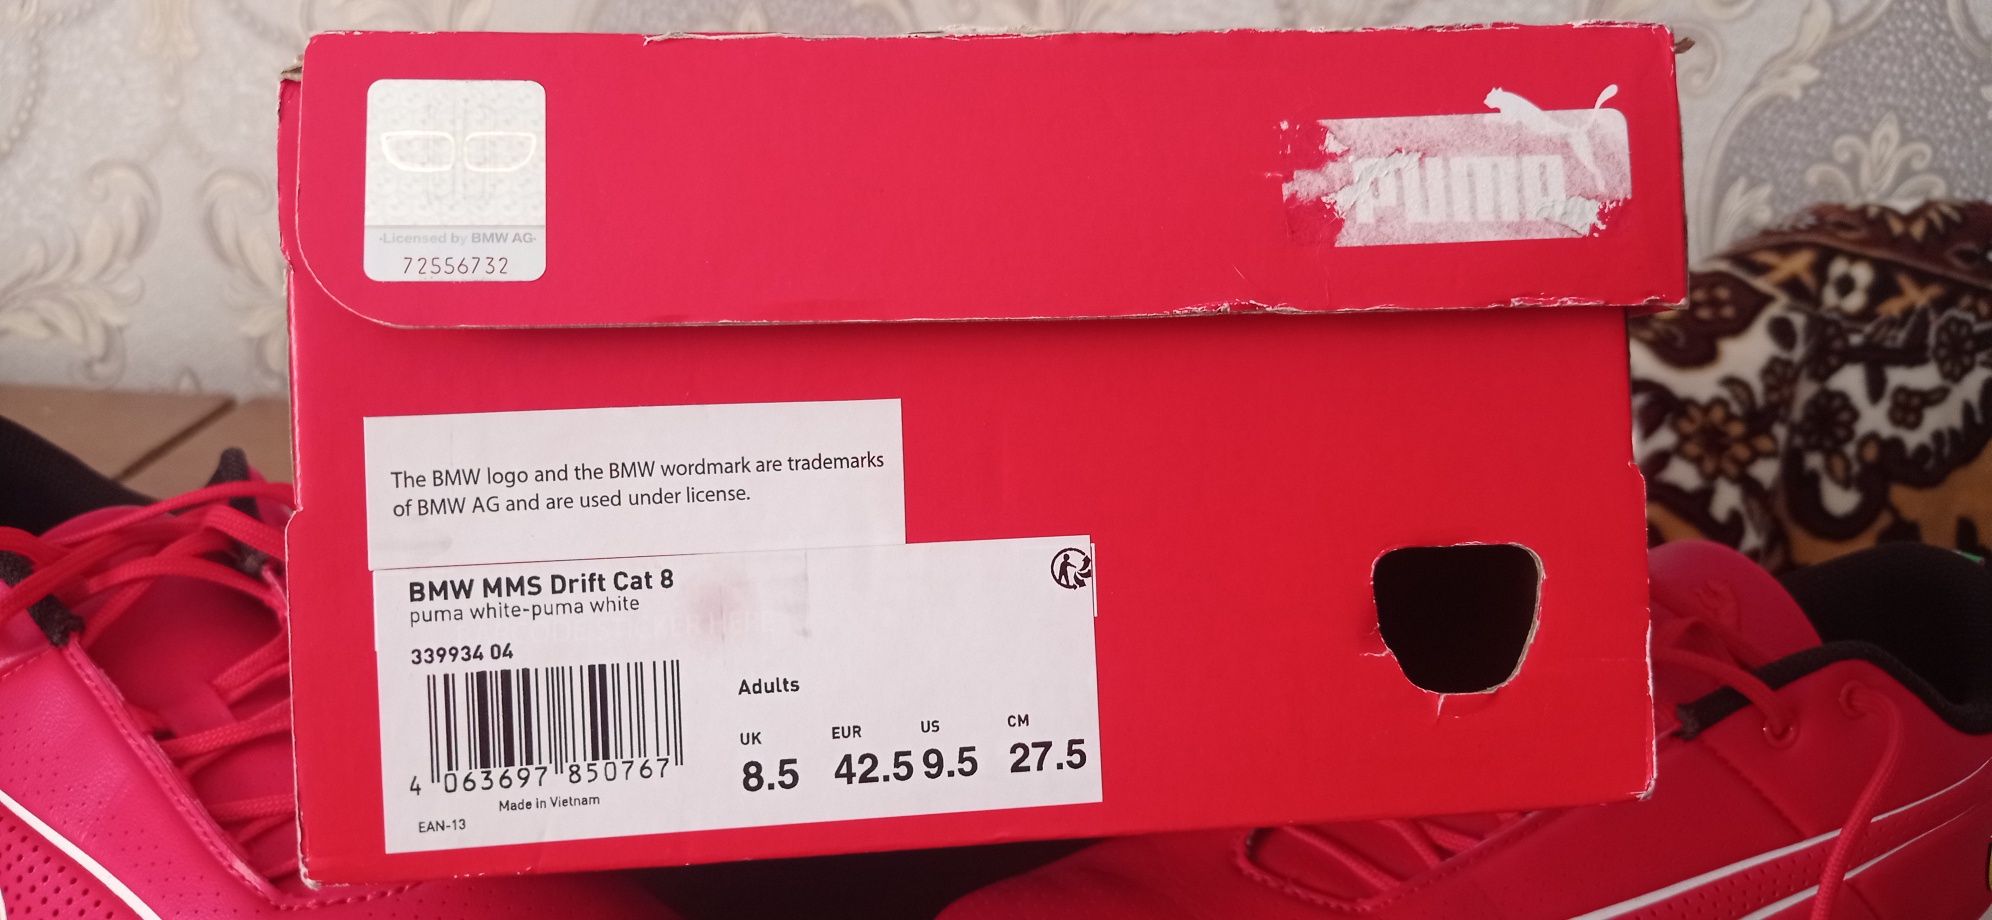 ·Licensed by BMW AG·
72556732
PUMA
The BMW logo and the BMW wordmark are trademarks
of BMW AG and are used under license.
BMW MMS Drift Cat 8
puma white-puma white
339934 04
Adults
UK EUR US CM
8.5 42.5 9.5 27.5
4 063697 850767
Made in Vietnam
EAN-13